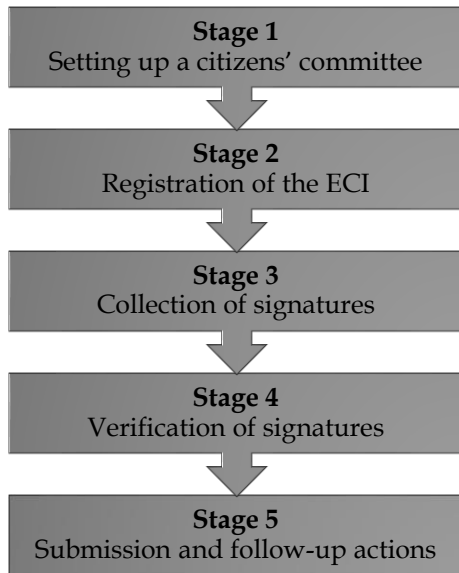 Stage 1
Setting up a citizens’ committee
Stage 2
Registration of the ECI
Stage 3
Collection of signatures
Stage 4
Verification of signatures
Stage 5
Submission and follow-up actions